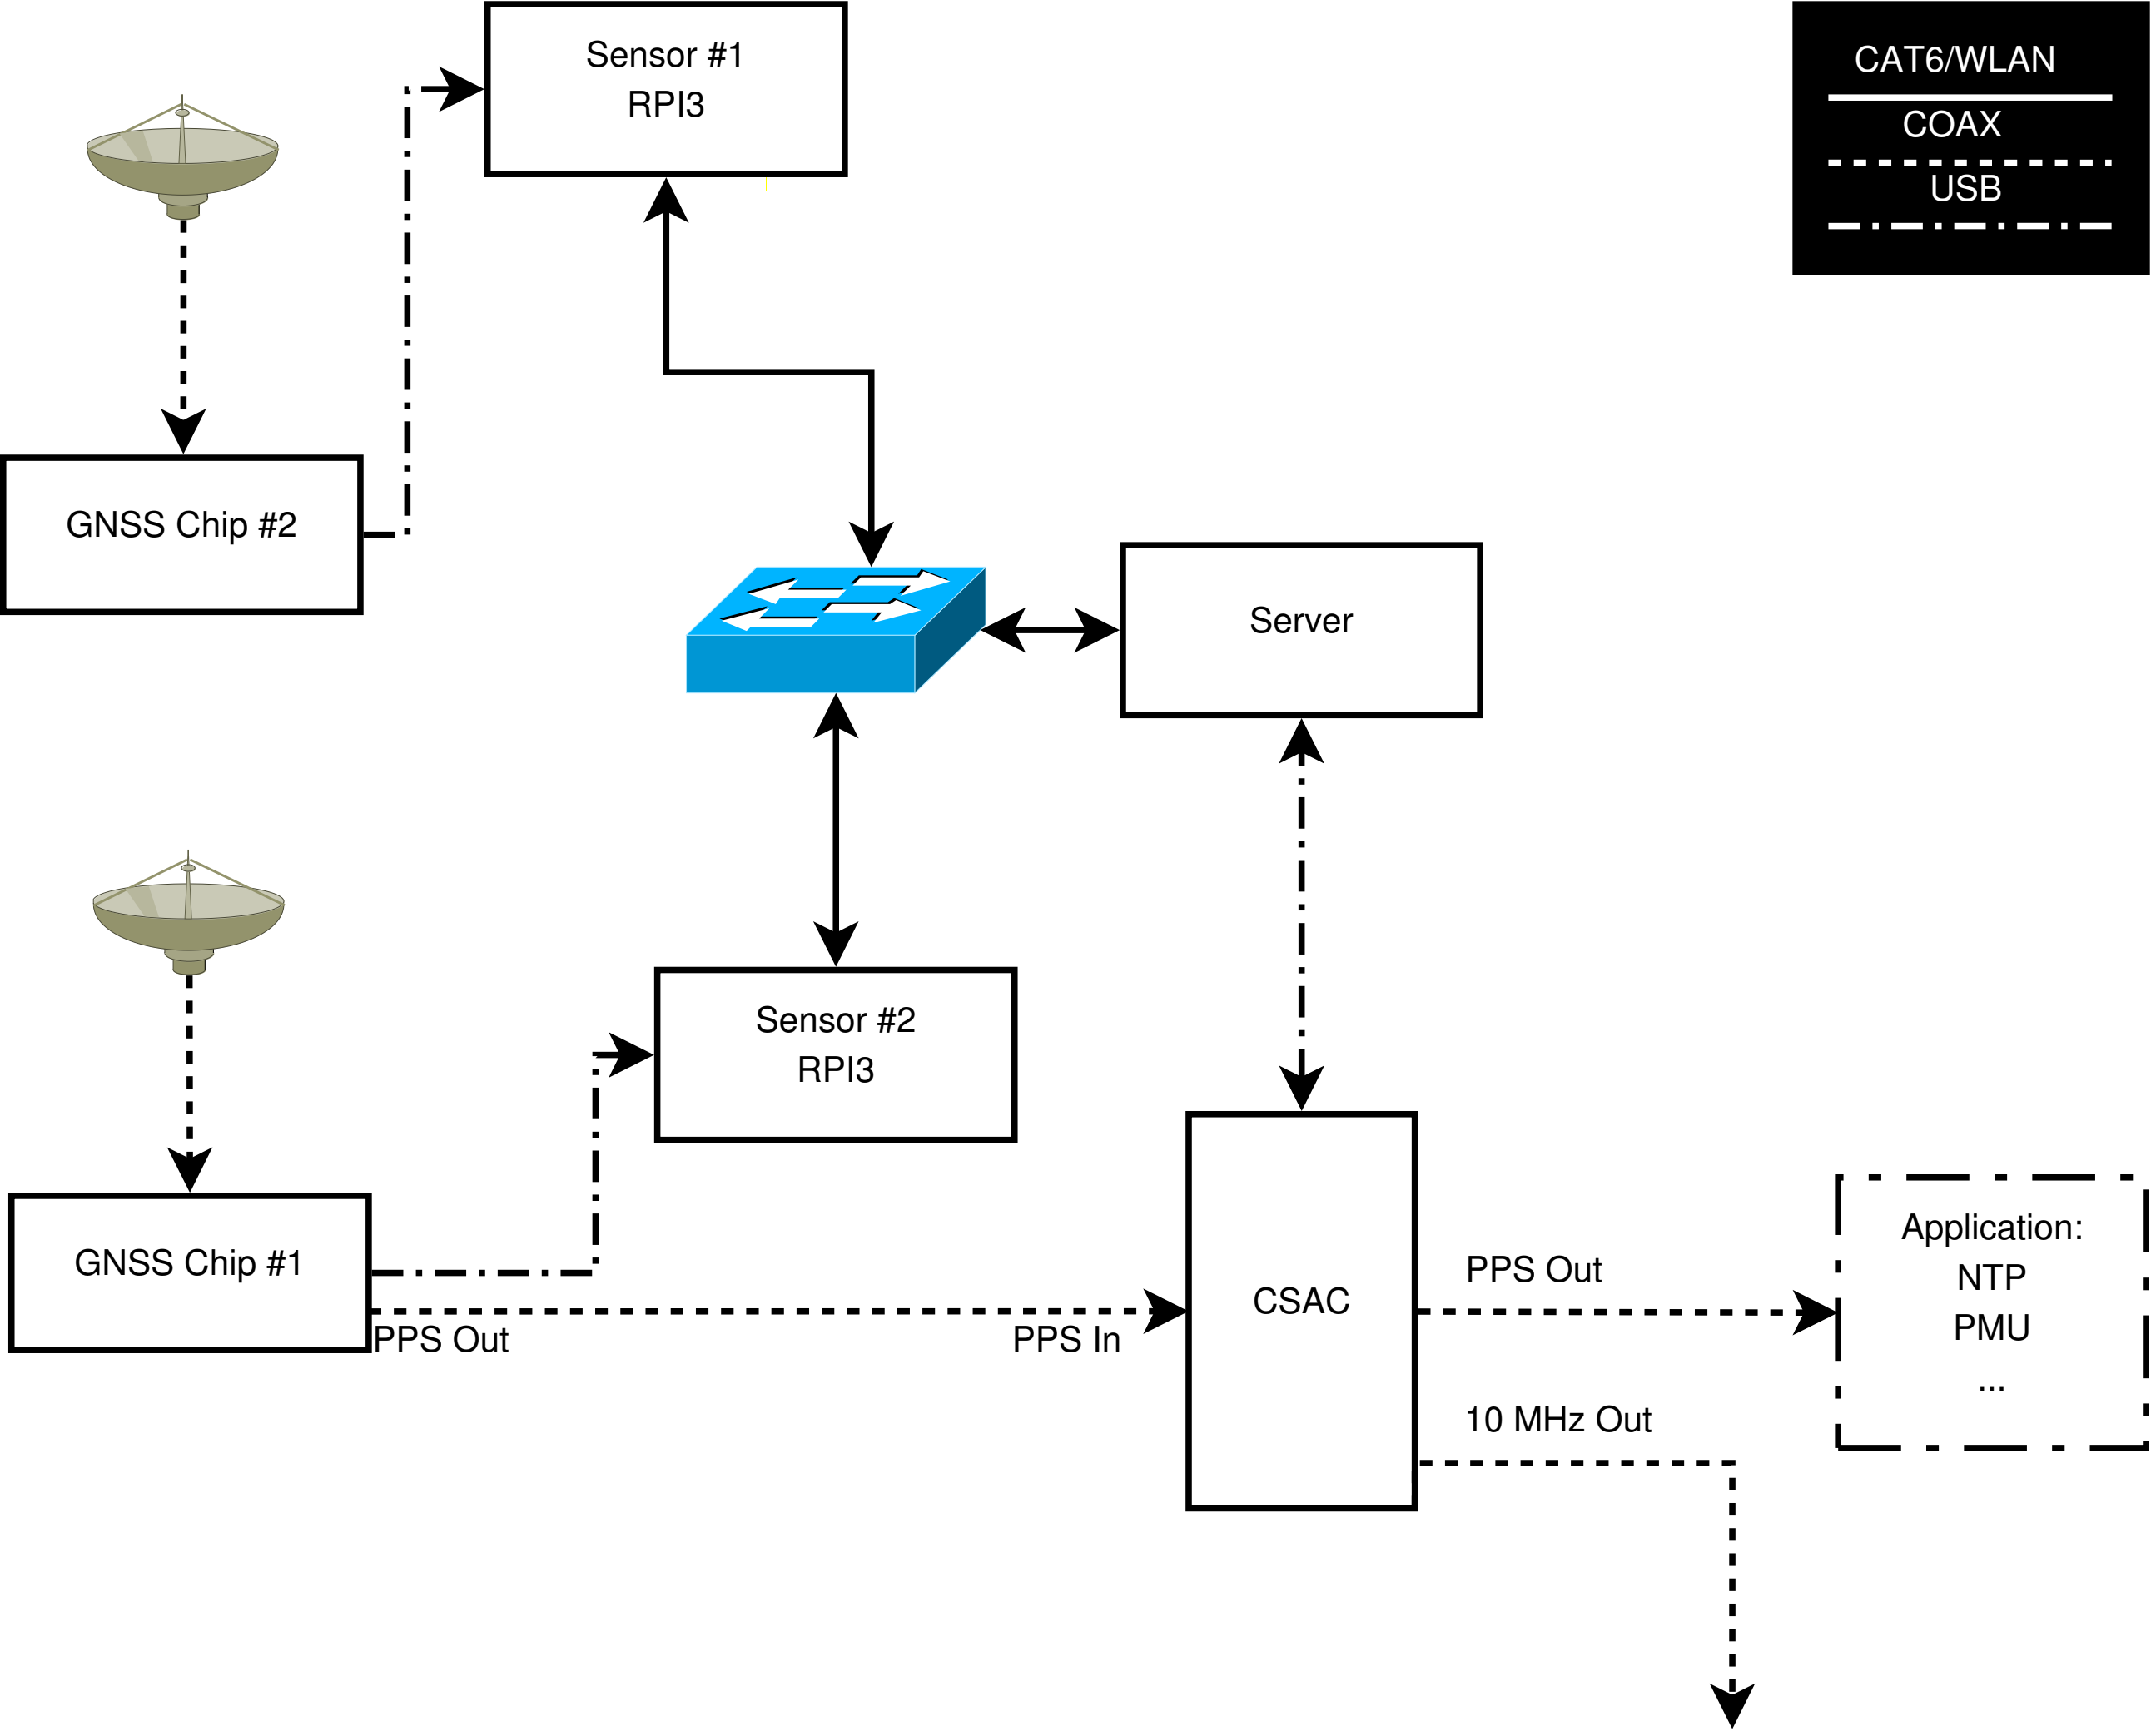 Sensor #1
RPI3
CAT6/WLAN
COAX
USB
GNSS Chip #2
Server
Sensor #2
RPI3
GNSS Chip #1
PPS Out
PPS In
CSAC
PPS Out
10 MHz Out
Application:
NTP
PMU
...